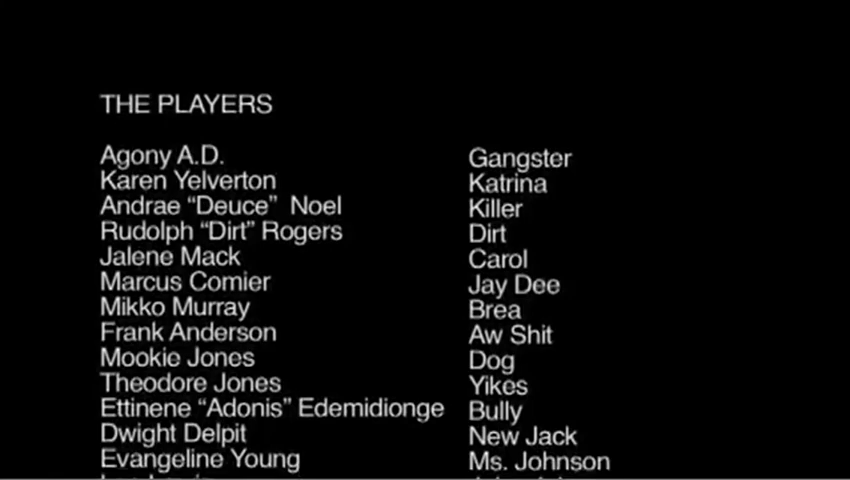 THE PLAYERS
Agony A.D. Gangster
Karen Yelverton Katrina
Andrae “Deuce” Noel Killer
Rudolph “Dirt” Rogers Dirt
Jalene Mack Carol
Marcus Comier Jay Dee
Mikko Murray Brea
Frank Anderson Aw Shit
Mookie Jones Dog
Theodore Jones Yikes
Ettinene “Adonis” Edemidionge Bully
Dwight Delpit New Jack
Evangeline Young Ms. Johnson